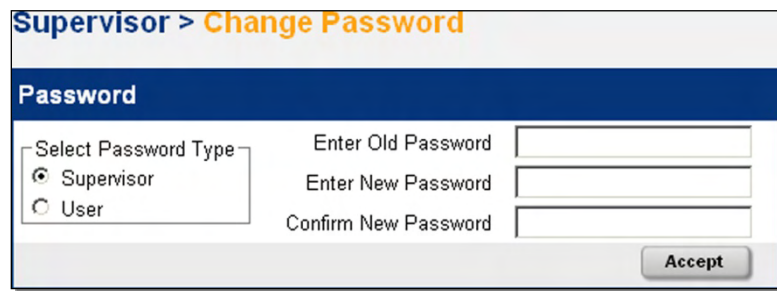 Supervisor > Change Password
Password
Select Password Type
Supervisor
User
Enter Old Password
Enter New Password
Confirm New Password
Accept